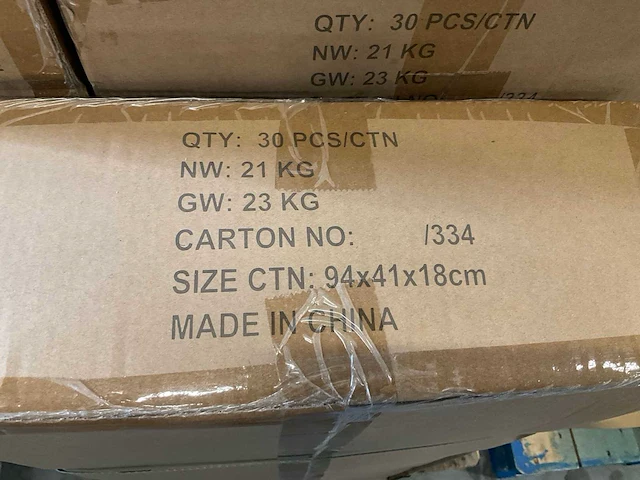 QTY: 30 PCS/CTN
NW: 21 KG
GW: 23 KG
/334
QTY: 30 PCS/CTN
NW: 21 KG
GW: 23 KG
CARTON NO: /334
SIZE CTN: 94x41x18cm
MADE IN CHINA